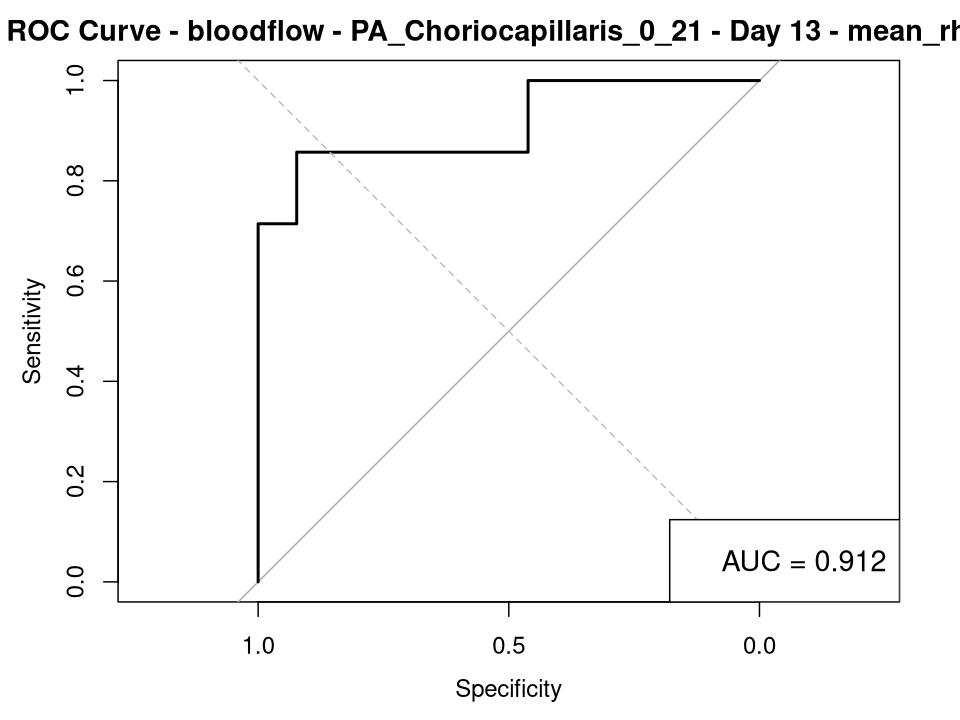 ROC Curve - bloodflow - PA_Choriocapillaris_0_21 - Day 13 - mean_rh
1.0
0.8
0.6
0.4
0.2
0.0
Sensitivity
AUC = 0.912
1.0 0.5 0.0
Specificity